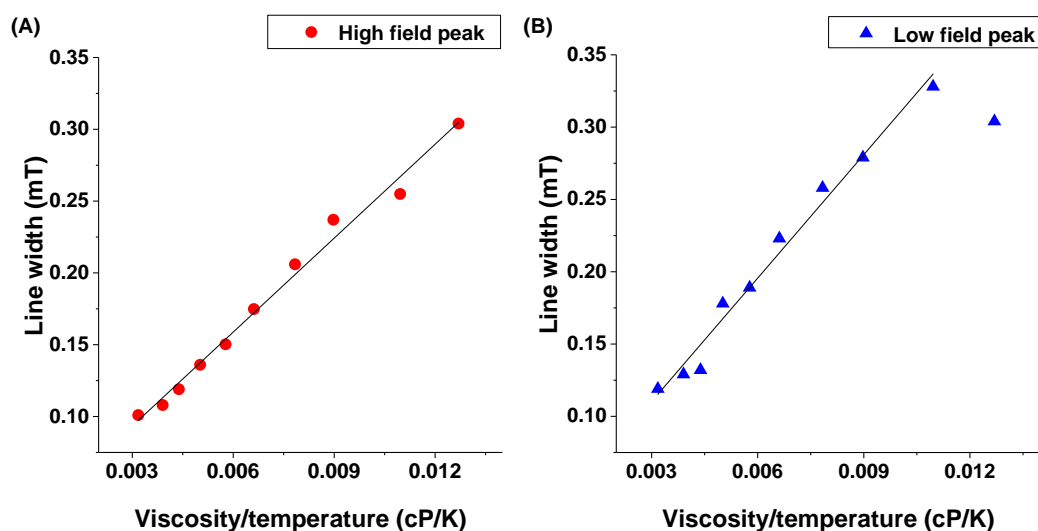 (A)
High field peak
0.35
0.30
0.25
0.20
0.15
0.10
Line width (mT)
0.003 0.006 0.009 0.012
Viscosity/temperature (cP/K)
(B)
Low field peak
0.35
0.30
0.25
0.20
0.15
0.10
Line width (mT)
0.003 0.006 0.009 0.012
Viscosity/temperature (cP/K)